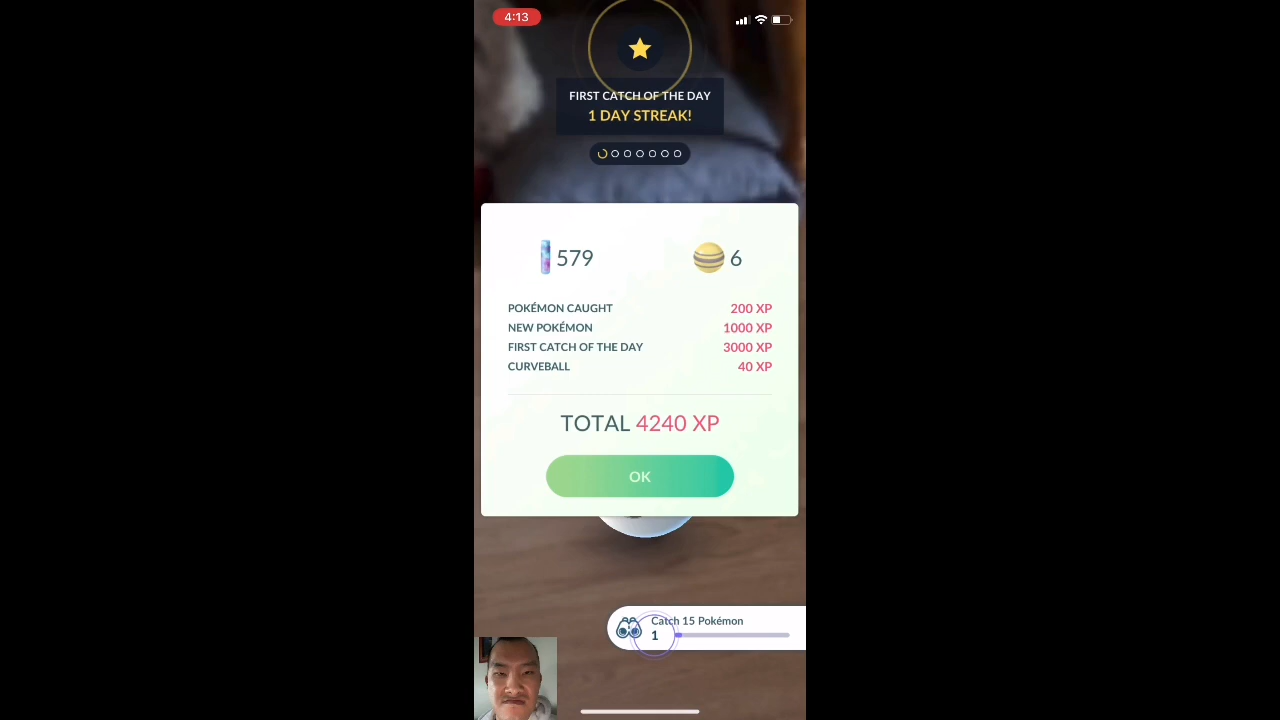 4:13
FIRST CATCH OF THE DAY
1 DAY STREAK!
579
6
POKÉMON CAUGHT 200 XP
NEW POKÉMON 1000 XP
FIRST CATCH OF THE DAY 3000 XP
CURVEBALL 40 XP
TOTAL 4240 XP
OK
Catch 15 Pokémon
1